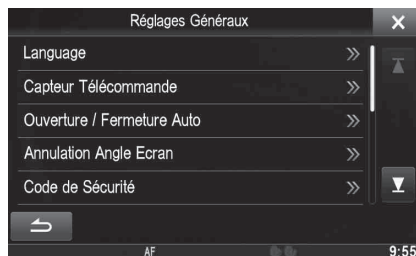 Réglages Généraux
Language
Capteur Télécommande
Ouverture / Fermeture Auto
Annulation Angle Ecran
Code de Sécurité
AF 9:55